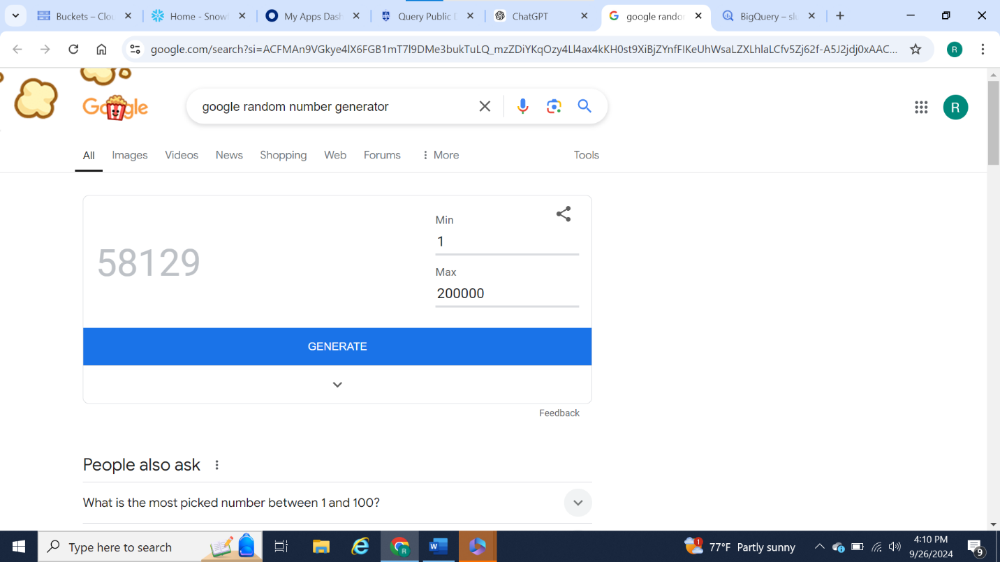 Buckets – Clou
Home - Snow
My Apps Dash
Query Public D
ChatGPT
google randon
BigQuery – slu
google.com/search?si=ACFMAn9VGkye4lX6FGB1mT7l9DMe3bukTuLQ_mzZDiYKqOzy4Ll4ax4kKH0st9XiBjZYnfFIKeUhWsaLZXLhlaLCfv5Zj62f-A5J2jdj0xAAC...
R
Google
google random number generator
R
All Images Videos News Shopping Web Forums More Tools
Min
1
58129
Max
200000
GENERATE
Feedback
People also ask
What is the most picked number between 1 and 100?
Type here to search
1
77°F Partly sunny
4:10 PM
9/26/2024
9